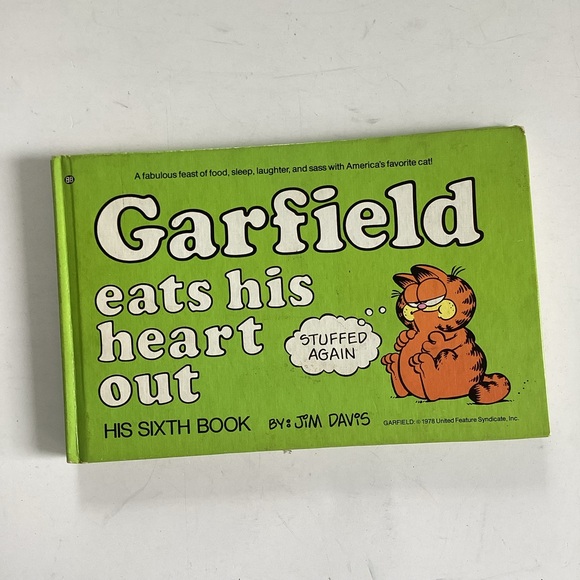 A fabulous feast of food, sleep, laughter, and sass with America's favorite cat!
Garfield
eats his
heart
out
STUFFED
AGAIN
HIS SIXTH BOOK BY: JIM DAVIS
GARFIELD: © 1978 United Feature Syndicate, Inc.